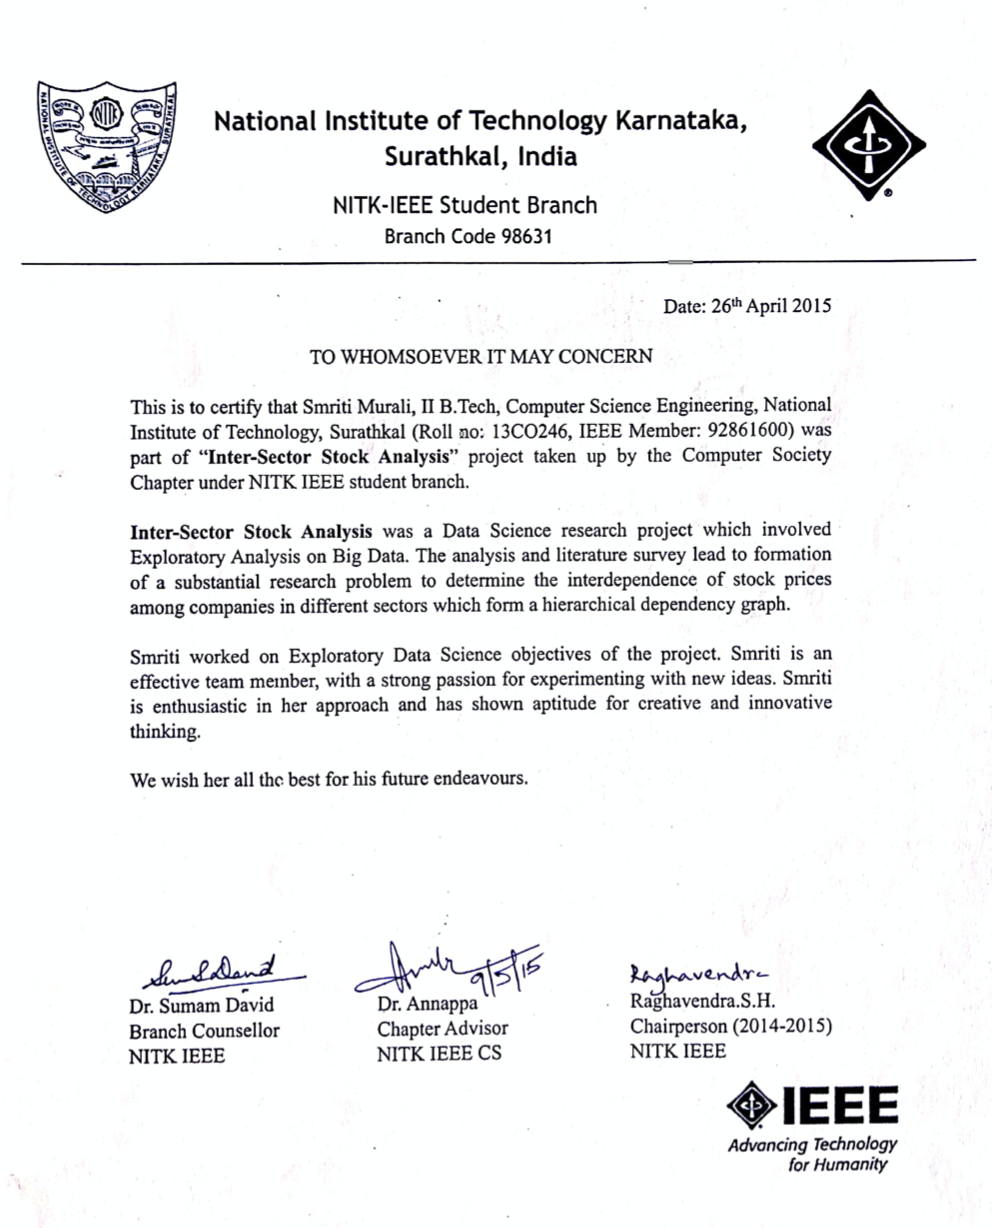 NATIONAL INSTITUTE OF TECHNOLOGY KARNATAKA, SURATHKAL
NITK
National Institute of Technology Karnataka,
Surathkal, India
NITK-IEEE Student Branch
Branch Code 98631
®
Date: 26th April 2015
TO WHOMSOEVER IT MAY CONCERN
This is to certify that Smriti Murali, II B.Tech, Computer Science Engineering, National
Institute of Technology, Surathkal (Roll no: 13CO246, IEEE Member: 92861600) was
part of “Inter-Sector Stock Analysis” project taken up by the Computer Society
Chapter under NITK IEEE student branch.
Inter-Sector Stock Analysis was a Data Science research project which involved
Exploratory Analysis on Big Data. The analysis and literature survey lead to formation
of a substantial research problem to determine the interdependence of stock prices
among companies in different sectors which form a hierarchical dependency graph.
Smriti worked on Exploratory Data Science objectives of the project. Smriti is an
effective team member, with a strong passion for experimenting with new ideas. Smriti
is enthusiastic in her approach and has shown aptitude for creative and innovative
thinking.
We wish her all the best for his future endeavours.
9/5/15
Raghavendra
Dr. Sumam David
Branch Counsellor
NITK IEEE
Dr. Annappa
Chapter Advisor
NITK IEEE CS
Raghavendra.S.H.
Chairperson (2014-2015)
NITK IEEE
IEEE
Advancing Technology
for Humanity